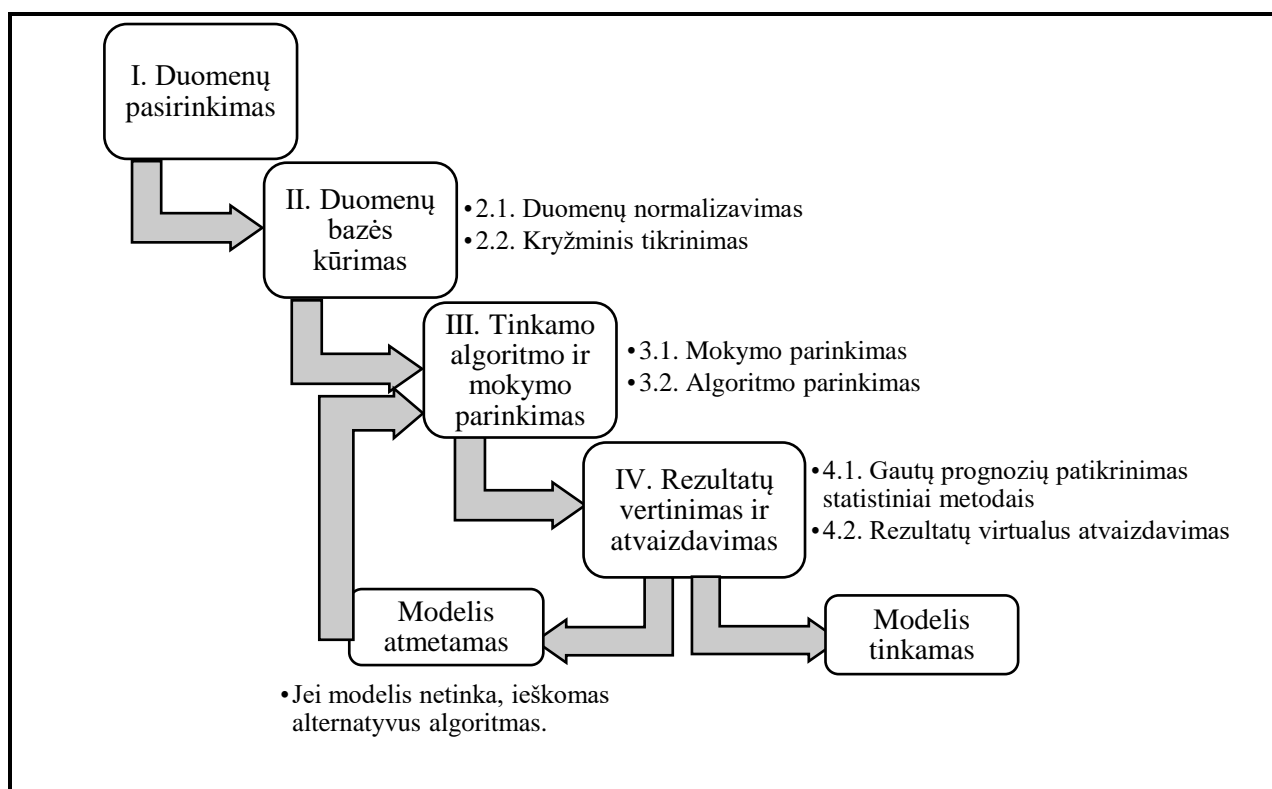 I. Duomenų
pasirinkimas
II. Duomenų
bazės
kūrimas
•2.1. Duomenų normalizavimas
•2.2. Kryžminis tikrinimas
III. Tinkamo
algoritmo ir
mokymo
parinkimas
•3.1. Mokymo parinkimas
•3.2. Algoritmo parinkimas
IV. Rezultatų
vertinimas ir
atvaizdavimas
•4.1. Gautų prognozių patikrinimas
statistiniai metodais
•4.2. Rezultatų virtualus atvaizdavimas
Modelis
atmetamas
•Jei modelis netinka, ieškomas
alternatyvus algoritmas.
Modelis
tinkamas